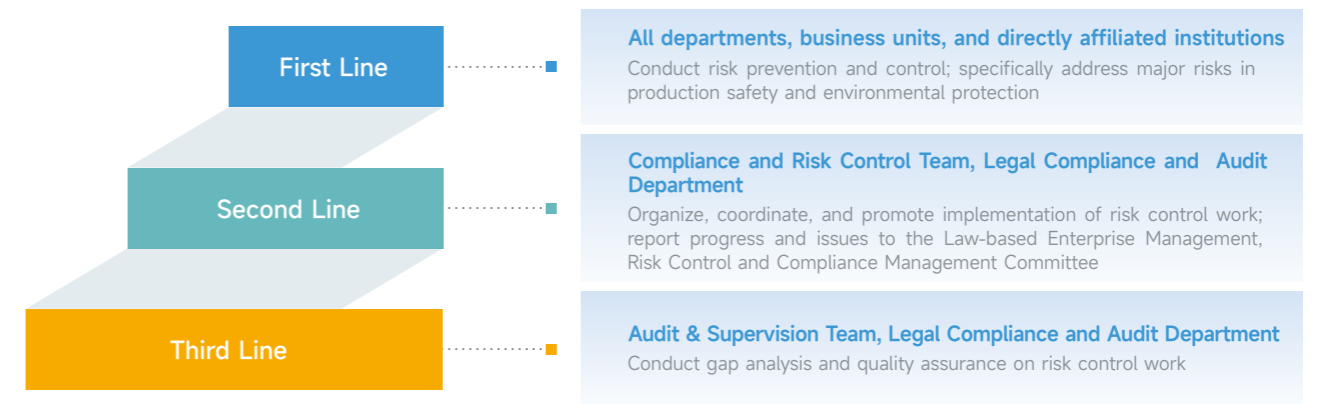 First Line
All departments, business units, and directly affiliated institutions
Conduct risk prevention and control; specifically address major risks in
production safety and environmental protection
Second Line
Compliance and Risk Control Team, Legal Compliance and Audit
Department
Organize, coordinate, and promote implementation of risk control work;
report progress and issues to the Law-based Enterprise Management,
Risk Control and Compliance Management Committee
Third Line
Audit & Supervision Team, Legal Compliance and Audit Department
Conduct gap analysis and quality assurance on risk control work